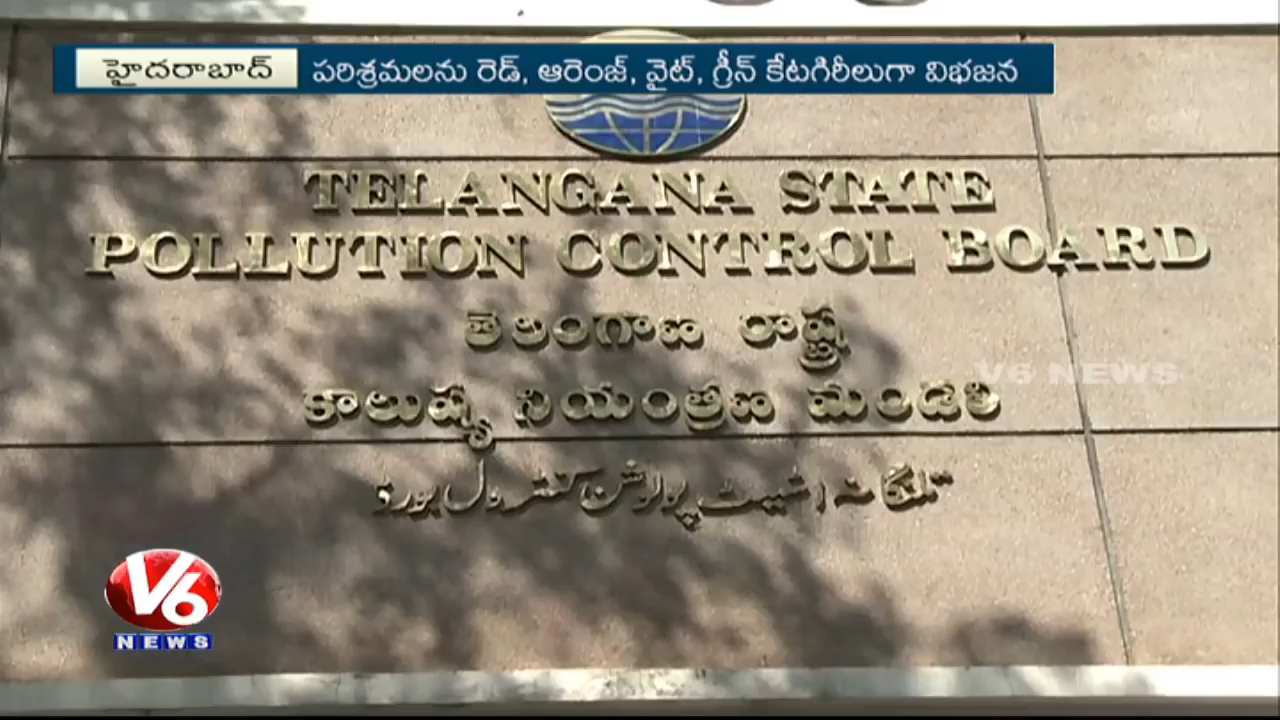 హైదరాబాద్ పరిశ్రమలను రెడ్, ఆరెంజ్, వైట్, గ్రీన్ కేటగిరీలుగా విభజన
TELANGANA STATE
POLLUTION CONTROL BOARD
తెలంగాణ రాష్ట్ర
V6 NEWS
కాలుష్య నియంత్రణ మండలి
تلنگانہ اسٹیٹ پولوشن کنٹرول بورڈ
V6
NEWS